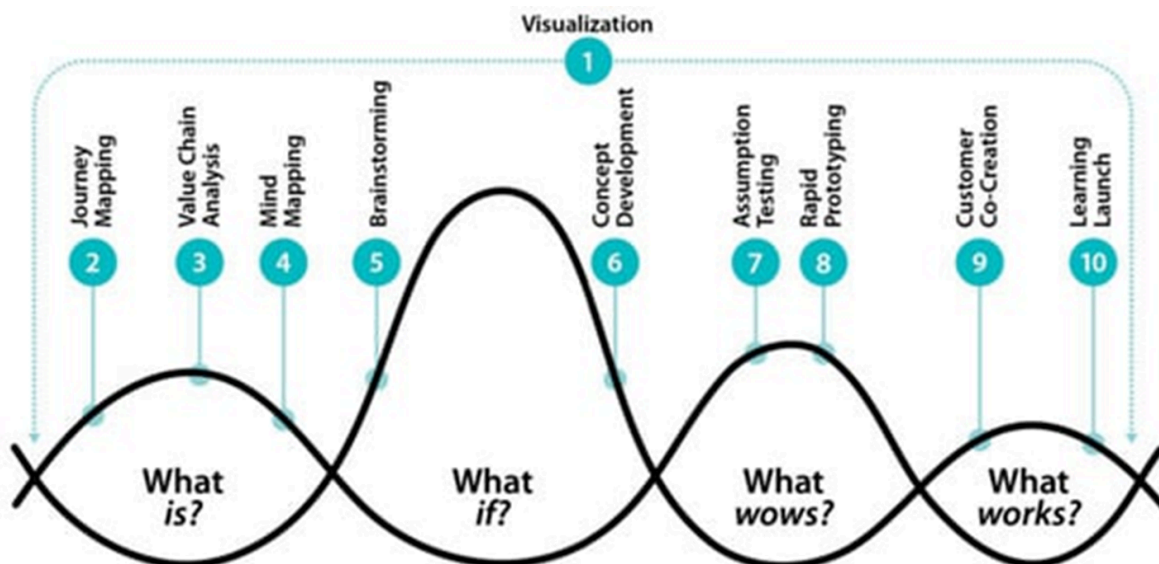 Visualization
1
Journey
Mapping
2
Value Chain
Analysis
3
Mind
Mapping
4
Brainstorming
5
Concept
Development
6
Assumption
Testing
7
Rapid
Prototyping
8
Customer
Co-Creation
9
Learning
Launch
10
What
is?
What
if?
What
wows?
What
works?